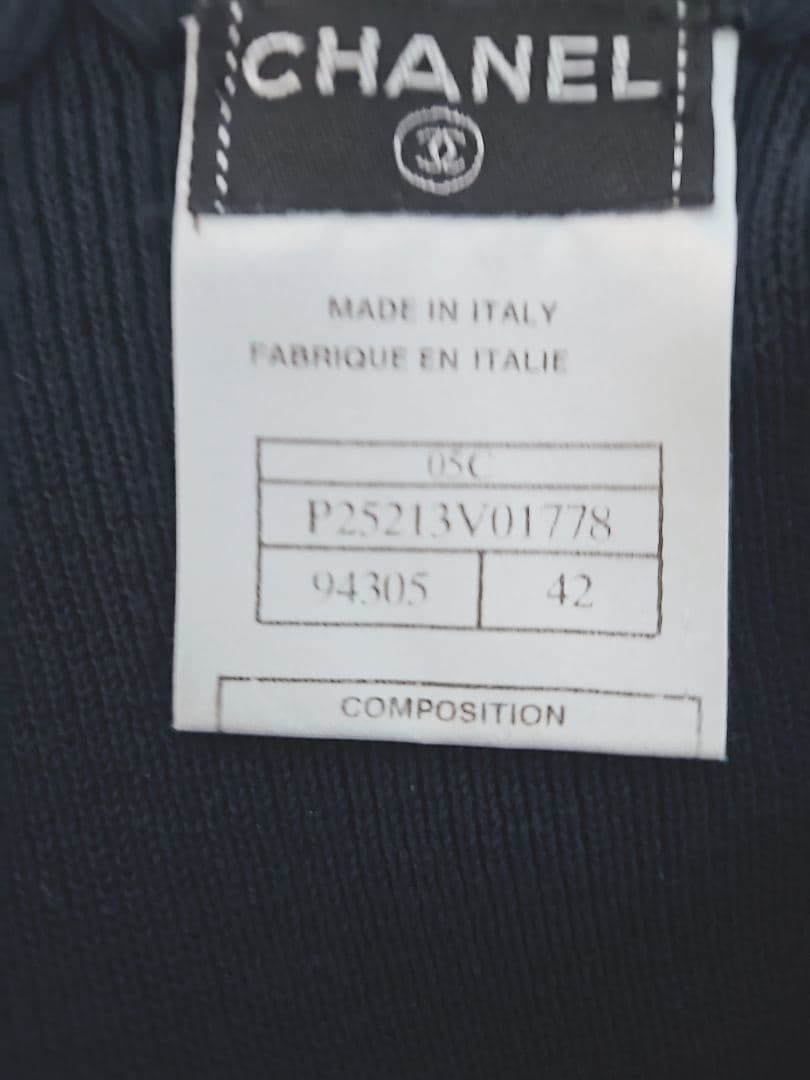 CHANEL
MADE IN ITALY
FABRIQUE EN ITALIE
05C
P25213V01778
94305 42
COMPOSITION